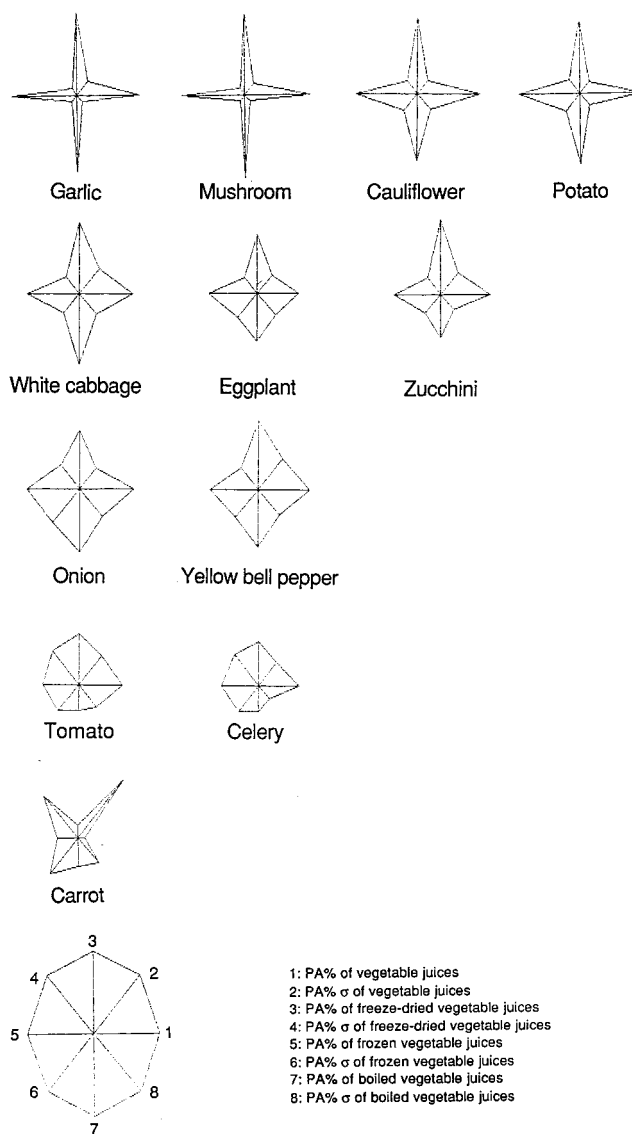 Garlic Mushroom Cauliflower Potato
White cabbage Eggplant Zucchini
Onion Yellow bell pepper
Tomato Celery
Carrot
3
4 2
5 1
6 8
7
1: PA% of vegetable juices
2: PA% σ of vegetable juices
3: PA% of freeze-dried vegetable juices
4: PA% σ of freeze-dried vegetable juices
5: PA% of frozen vegetable juices
6: PA% σ of frozen vegetable juices
7: PA% of boiled vegetable juices
8: PA% σ of boiled vegetable juices